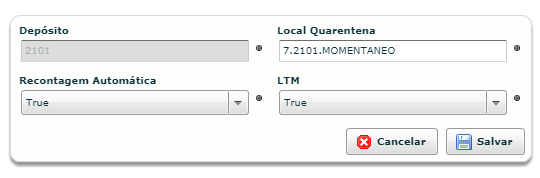 Depósito
Local Quarentena
2101
7.2101.MOMENTANEO
Recontagem Automática
LTM
True
True
Cancelar
Salvar